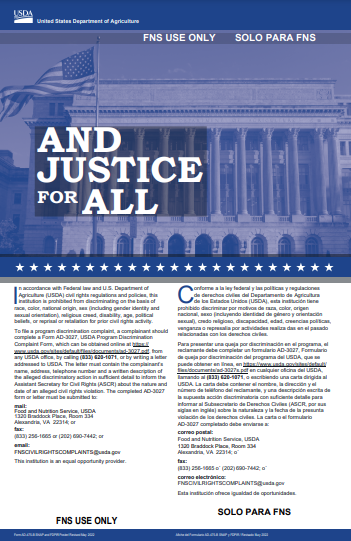 USDA
United States Department of Agriculture
FNS USE ONLY SOLO PARA FNS
AND
JUSTICE
FOR ALL
In accordance with Federal law and U.S. Department of
Agriculture (USDA) civil rights regulations and policies, this
institution is prohibited from discriminating on the basis of
race, color, national origin, sex (including gender identity and
sexual orientation), religious creed, disability, age, political
beliefs, or reprisal or retaliation for prior civil rights activity.
To file a program discrimination complaint, a complainant should
complete a Form AD-3027, USDA Program Discrimination
Complaint Form, which can be obtained online at https://
www.usda.gov/sites/default/files/documents/ad-3027.pdf, from
any USDA office, by calling (833) 620-1071, or by writing a letter
addressed to USDA. The letter must contain the complainant's
name, address, telephone number and a written description of
the alleged discriminatory action in sufficient detail to inform the
Assistant Secretary for Civil Rights (ASCR) about the nature and
date of an alleged civil rights violation. The completed AD-3027
form or letter must be submitted to:
mail:
Food and Nutrition Service, USDA
1320 Braddock Place, Room 334
Alexandria, VA 22314; or
fax:
(833) 256-1665 or (202) 690-7442; or
email:
FNSCIVILRIGHTSCOMPLAINTS@usda.gov
This institution is an equal opportunity provider.
FNS USE ONLY
Conforme a la ley federal y las políticas y regulaciones
de derechos civiles del Departamento de Agricultura
de los Estados Unidos (USDA), esta institución tiene
prohibido discriminar por motivos de raza, color, origen
nacional, sexo (incluyendo identidad de género y orientación
sexual), credo religioso, discapacidad, edad, creencias políticas,
venganza o represalia por actividades realizadas en el pasado
relacionadas con los derechos civiles.
Para presentar una queja por discriminación en el programa, el
reclamante debe completar un formulario AD-3027, Formulario
de queja por discriminación del programa del USDA, que se
puede obtener en línea, en https://www.usda.gov/sites/default/
files/documents/ad-3027s.pdf en cualquier oficina del USDA,
llamando al (833) 620-1071, o escribiendo una carta dirigida al
USDA. La carta debe contener el nombre, la dirección y el
número de teléfono del reclamante, y una descripción escrita de
la supuesta acción discriminatoria con suficiente detalle para
informar al Subsecretario de Derechos Civiles (ASCR, por sus
siglas en inglés) sobre la naturaleza y la fecha de la presunta
violación de los derechos civiles. La carta o el formulario
AD-3027 completado debe enviarse a:
correo postal:
Food and Nutrition Service, USDA
1320 Braddock Place, Room 334
Alexandria, VA 22314; o
fax:
(833) 256-1665 o (202) 690-7442; o
correo electrónico:
FNSCIVILRIGHTSCOMPLAINTS@usda.gov
Esta institución ofrece igualdad de oportunidades.
SOLO PARA FNS